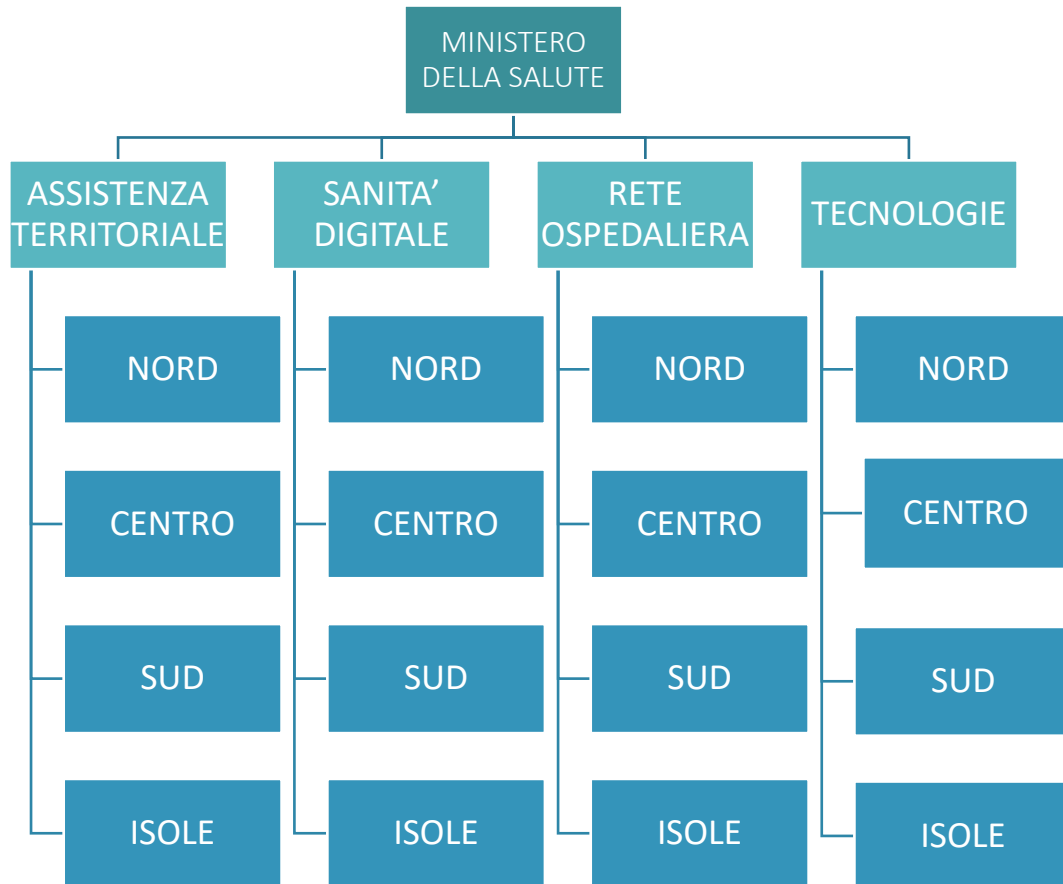 MINISTERO
DELLA SALUTE
ASSISTENZA
TERRITORIALE
SANITA’
DIGITALE
RETE
OSPEDALIERA
TECNOLOGIE
NORD
NORD
NORD
NORD
CENTRO
CENTRO
CENTRO
CENTRO
SUD
SUD
SUD
SUD
ISOLE
ISOLE
ISOLE
ISOLE